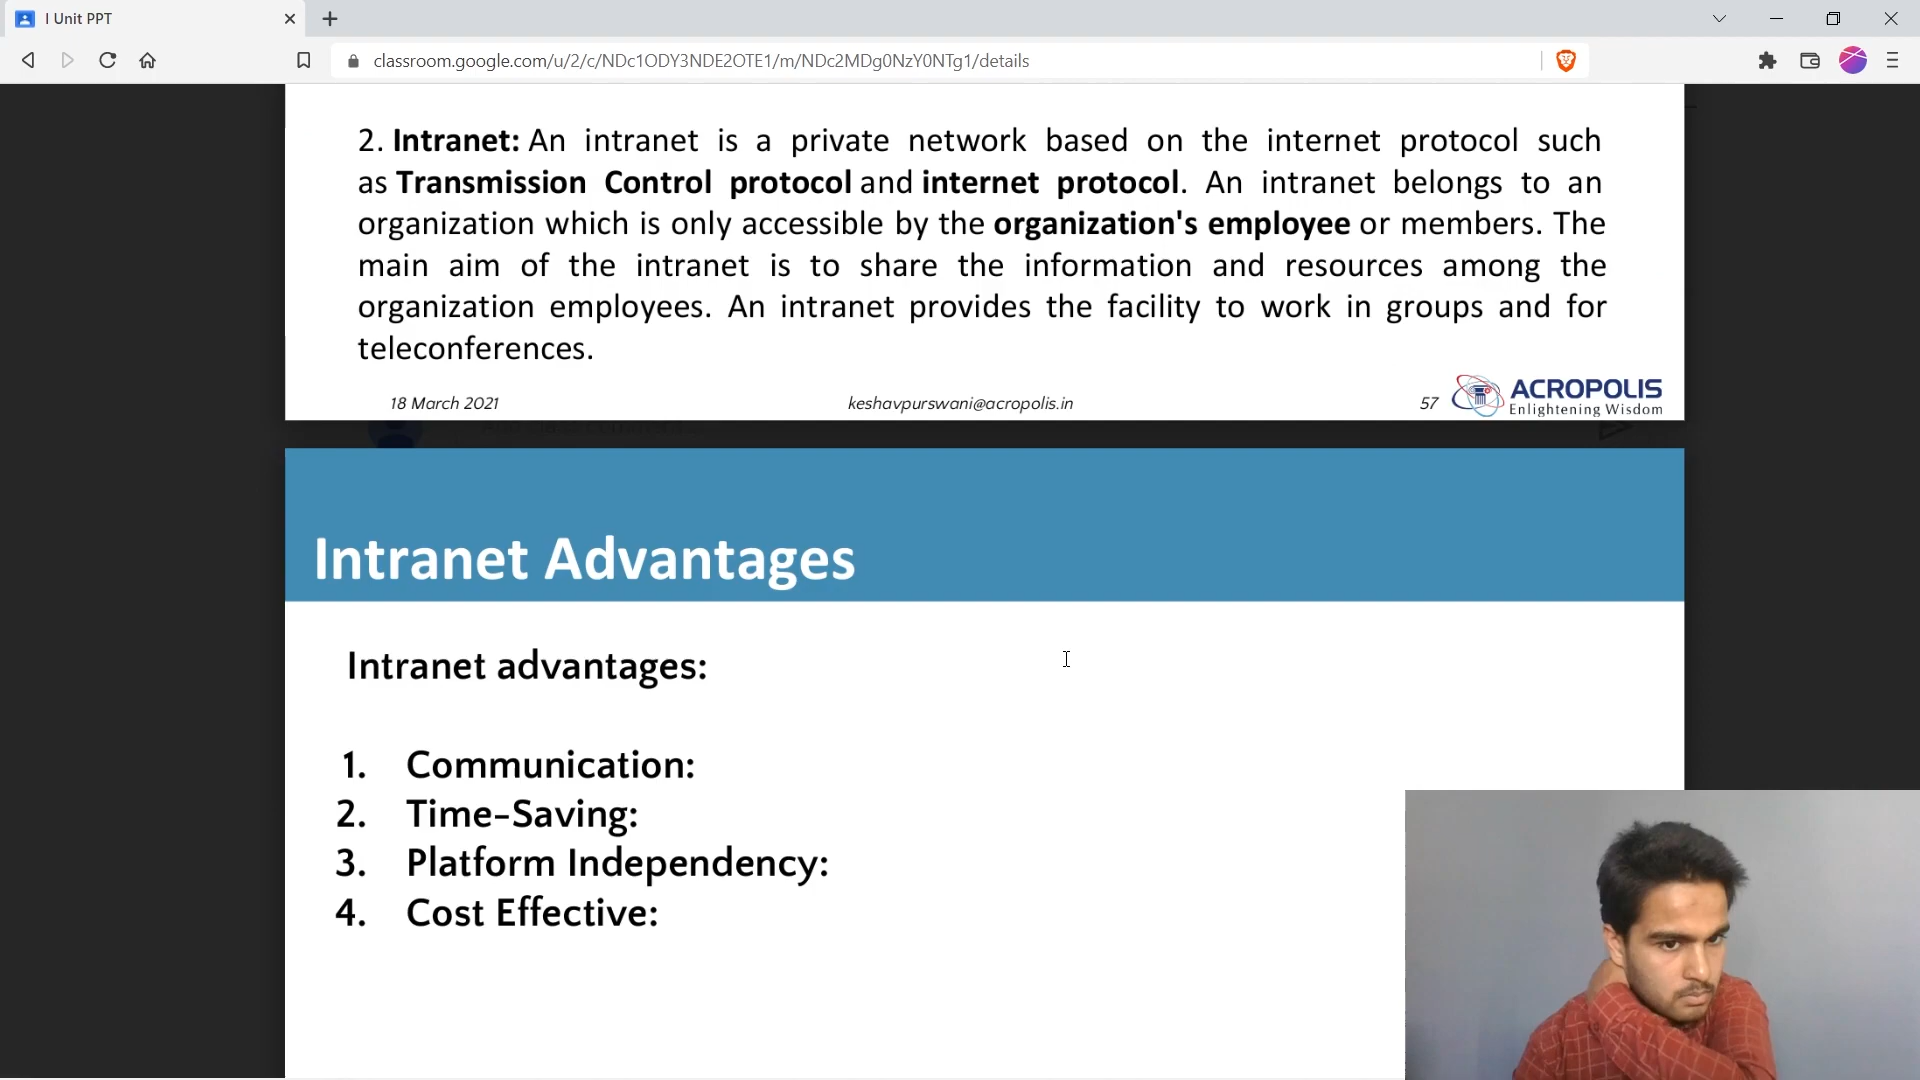 I Unit PPT
classroom.google.com/u/2/c/NDc1ODY3NDE2OTE1/m/NDc2MDg0NzY0NTg1/details
2. Intranet: An intranet is a private network based on the internet protocol such
as Transmission Control protocol and internet protocol. An intranet belongs to an
organization which is only accessible by the organization's employee or members. The
main aim of the intranet is to share the information and resources among the
organization employees. An intranet provides the facility to work in groups and for
teleconferences.
18 March 2021 keshavpurswani@acropolis.in 57 ACROPOLIS
Enlightening Wisdom
Intranet Advantages
Intranet advantages:
1. Communication:
2. Time-Saving:
3. Platform Independency:
4. Cost Effective: